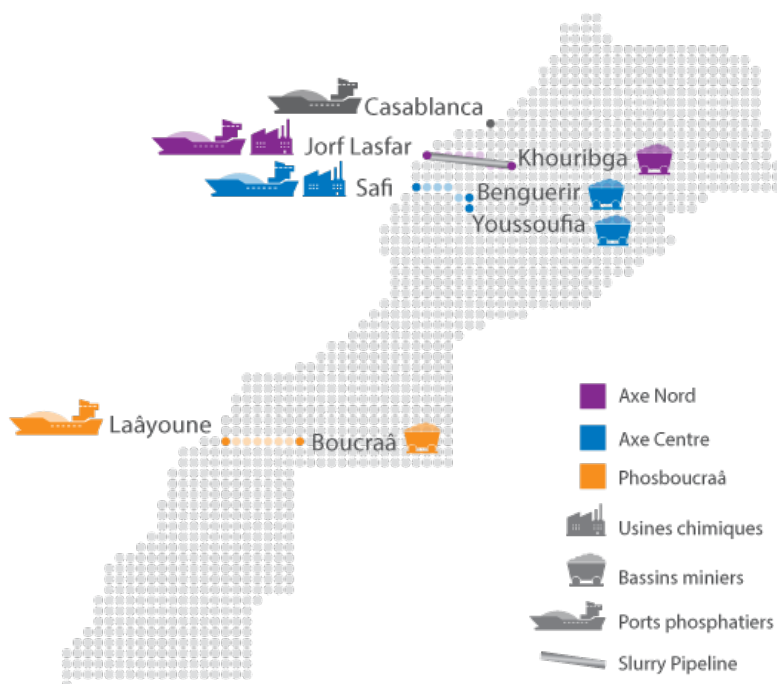 Casablanca
Jorf Lasfar
Khouribga
Safi
Benguerir
Youssoufia
Laâyoune
Boucraâ
Axe Nord
Axe Centre
Phosboucraâ
Usines chimiques
Bassins miniers
Ports phosphatiers
Slurry Pipeline